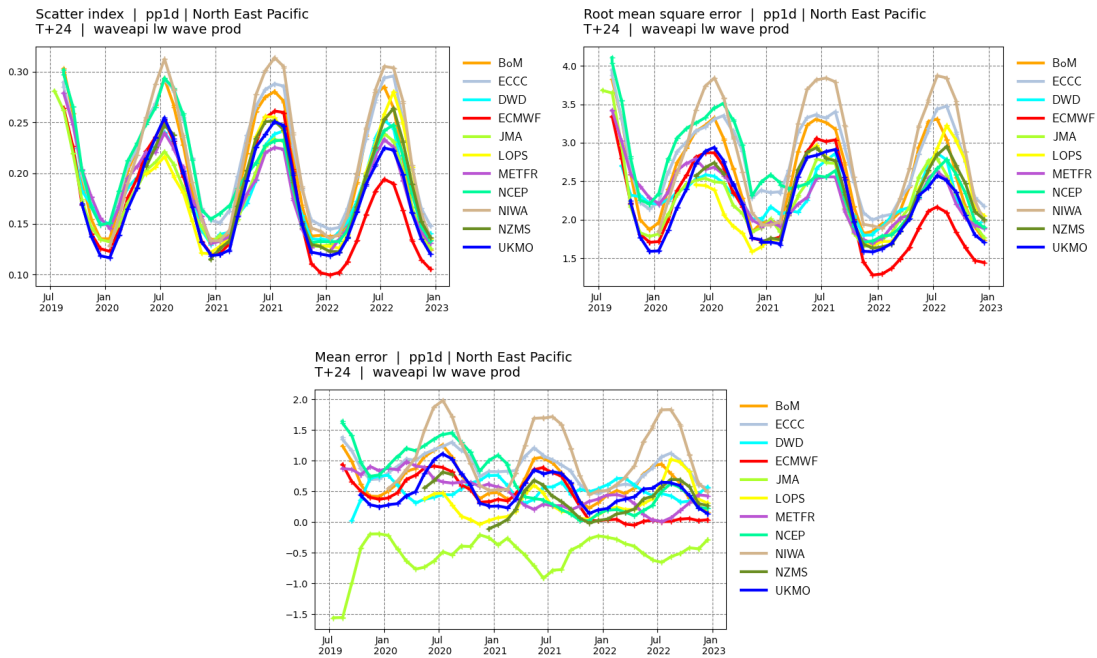 Scatter index | pp1d | North East Pacific
T+24 | waveapi lw wave prod
0.30
0.25
0.20
0.15
0.10
Jul 2019
Jan 2020
Jul 2020
Jan 2021
Jul 2021
Jan 2022
Jul 2022
Jan 2023
BoM
ECCC
DWD
ECMWF
JMA
LOPS
METFR
NCEP
NIWA
NZMS
UKMO
Root mean square error | pp1d | North East Pacific
T+24 | waveapi lw wave prod
4.0
3.5
3.0
2.5
2.0
1.5
Jul 2019
Jan 2020
Jul 2020
Jan 2021
Jul 2021
Jan 2022
Jul 2022
Jan 2023
BoM
ECCC
DWD
ECMWF
JMA
LOPS
METFR
NCEP
NIWA
NZMS
UKMO
Mean error | pp1d | North East Pacific
T+24 | waveapi lw wave prod
2.0
1.5
1.0
0.5
0.0
−0.5
−1.0
−1.5
Jul 2019
Jan 2020
Jul 2020
Jan 2021
Jul 2021
Jan 2022
Jul 2022
Jan 2023
BoM
ECCC
DWD
ECMWF
JMA
LOPS
METFR
NCEP
NIWA
NZMS
UKMO